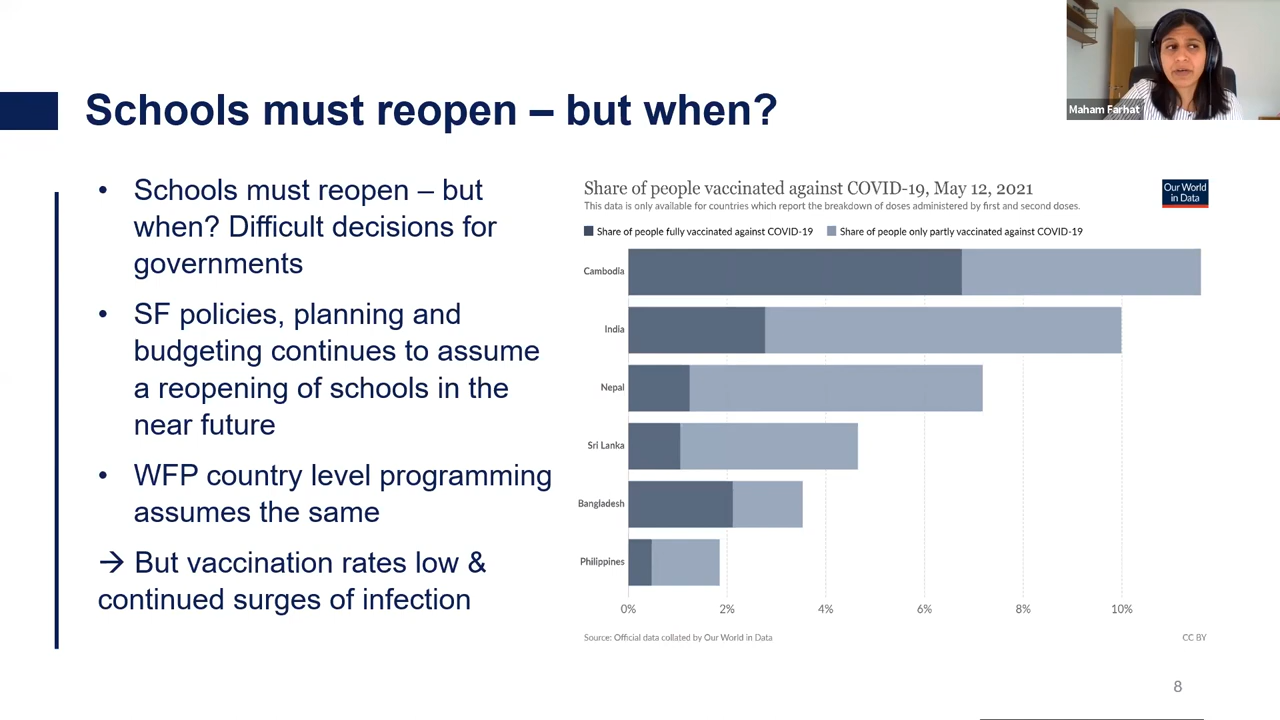 Maham Farhat
Schools must reopen – but when?
• Schools must reopen – but
when? Difficult decisions for
governments
• SF policies, planning and
budgeting continues to assume
a reopening of schools in the
near future
• WFP country level programming
assumes the same
→ But vaccination rates low &
continued surges of infection
Share of people vaccinated against COVID-19, May 12, 2021
This data is only available for countries which report the breakdown of doses administered by first and second doses.
Our World
in Data
Share of people fully vaccinated against COVID-19
Share of people only partly vaccinated against COVID-19
Cambodia
India
Nepal
Sri Lanka
Bangladesh
Philippines
0% 2% 4% 6% 8% 10%
Source: Official data collated by Our World in Data
CC BY
8